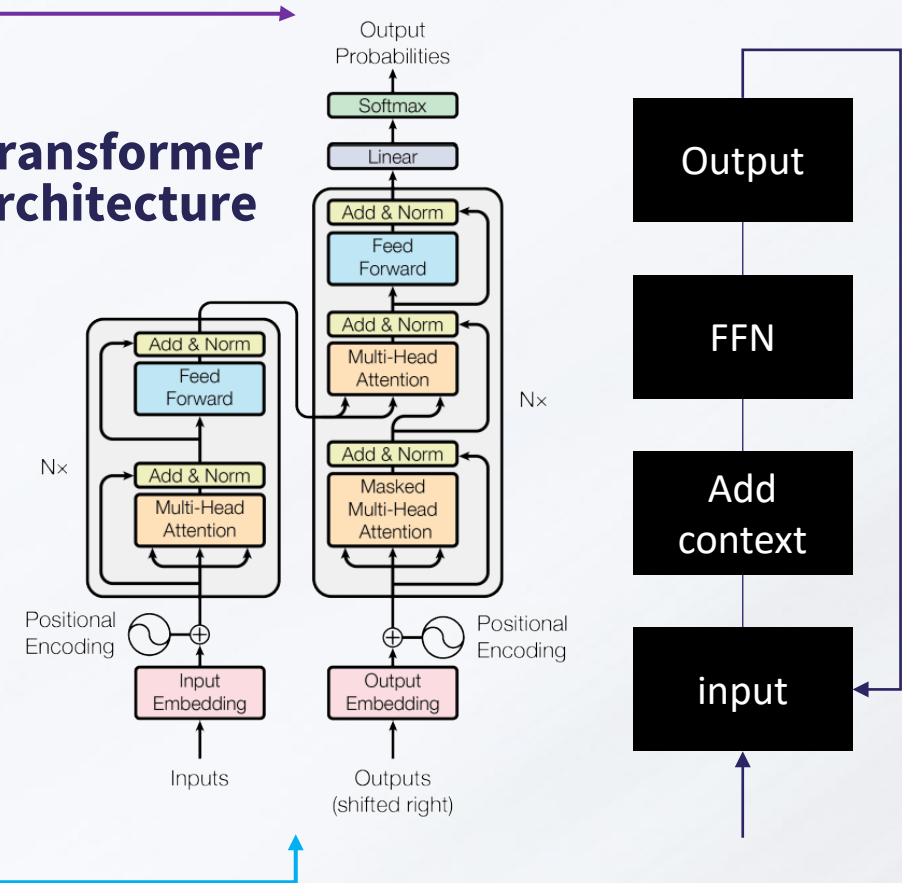 ransformer
rchitecture
Output
Probabilities
Softmax
Linear
Add & Norm
Feed
Forward
Add & Norm
Multi-Head
Attention
Add & Norm
Masked
Multi-Head
Attention
Nx
Positional
Encoding
Output
Embedding
Outputs
(shifted right)
Add & Norm
Feed
Forward
Add & Norm
Multi-Head
Attention
Nx
Positional
Encoding
Input
Embedding
Inputs
Output
FFN
Add
context
input